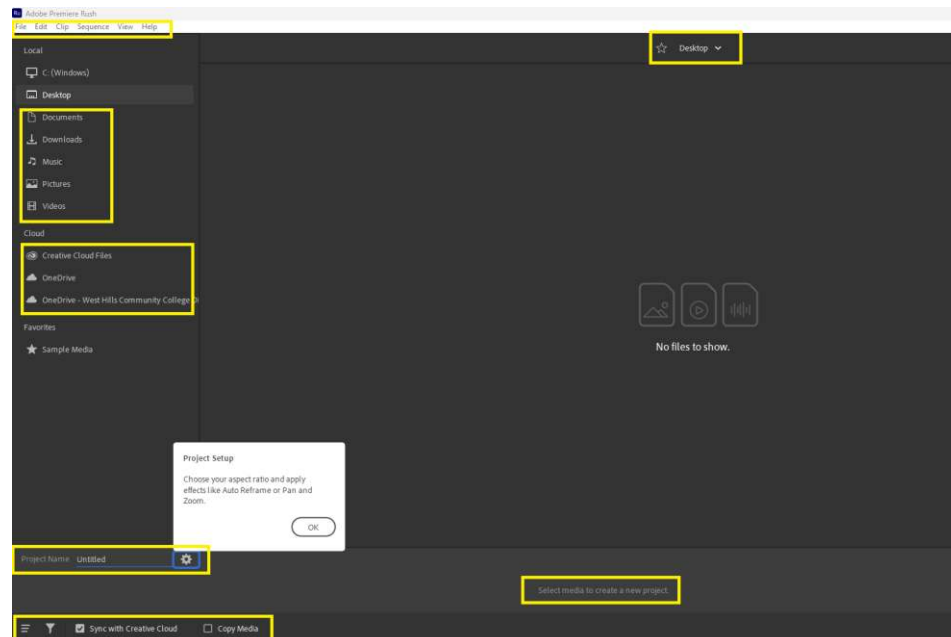 Ru Adobe Premiere Rush
File Edit Clip Sequence View Help
Local
Desktop
C: (Windows)
Desktop
Documents
Downloads
Music
Pictures
Videos
Cloud
Creative Cloud Files
OneDrive
OneDrive - West Hills Community College
Favorites
Sample Media
No files to show.
Project Setup
Choose your aspect ratio and apply
effects like Auto Reframe or Pan and
Zoom.
OK
Project Name Untitled
Select media to create a new project.
Sync with Creative Cloud Copy Media